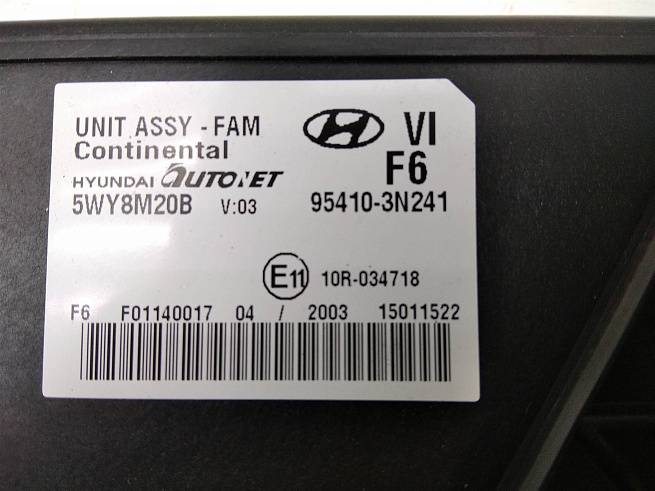 UNIT ASSY - FAM VI
Continental F6
HYUNDAI AUTONET
5WY8M20B V:03 95410-3N241
E11 10R-034718
F6 F01140017 04 / 2003 15011522